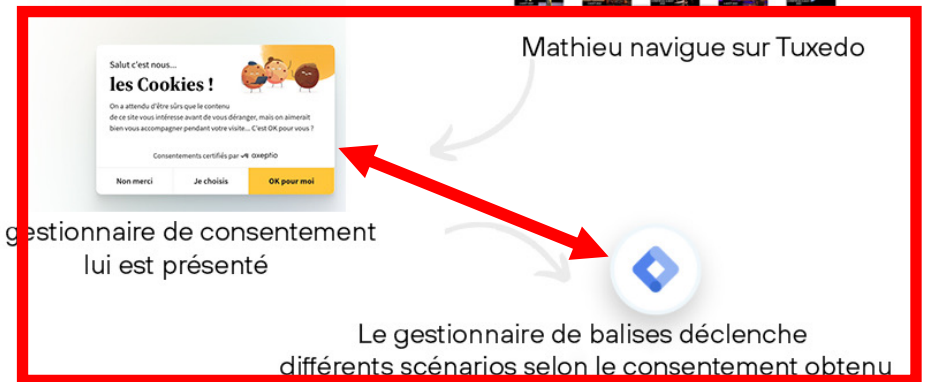 Mathieu navigue sur Tuxedo
Salut c'est nous...
les Cookies !
On a attendu d'être sûrs que le contenu
de ce site vous intéresse avant de vous déranger, mais on aimerait
bien vous accompagner pendant votre visite... C'est OK pour vous ?
Consentements certifiés par axeptio
Non merci
Je choisis
OK pour moi
gestionnaire de consentement
lui est présenté
Le gestionnaire de balises déclenche
différents scénarios selon le consentement obtenu